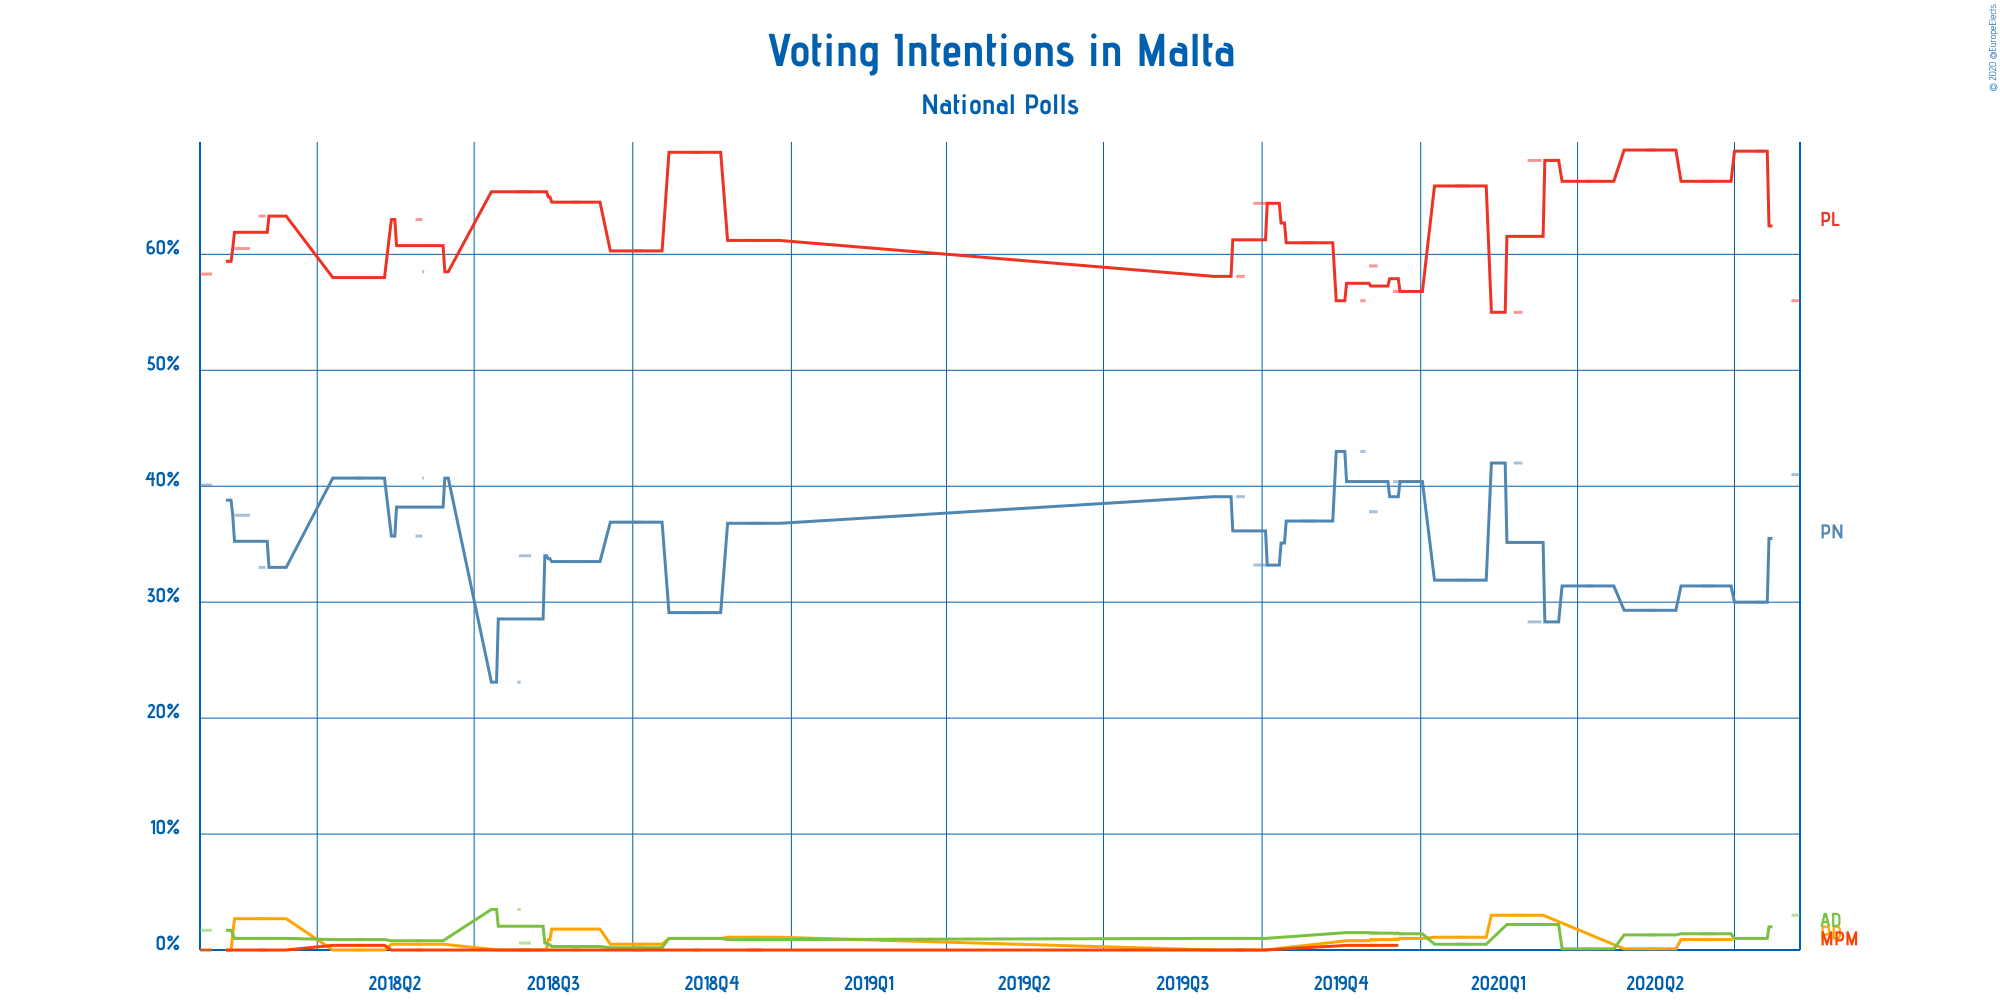 Voting Intentions in Malta
National Polls
© 2020 @EuropeElects
60%
50%
40%
30%
20%
10%
0%
PL
PN
AD
MPM
2018Q2 2018Q3 2018Q4 2019Q1 2019Q2 2019Q3 2019Q4 2020Q1 2020Q2